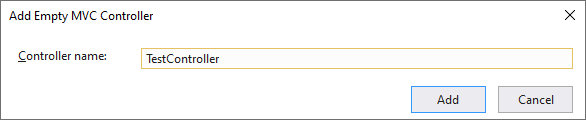 Add Empty MVC Controller
Controller name: TestController
Add Cancel